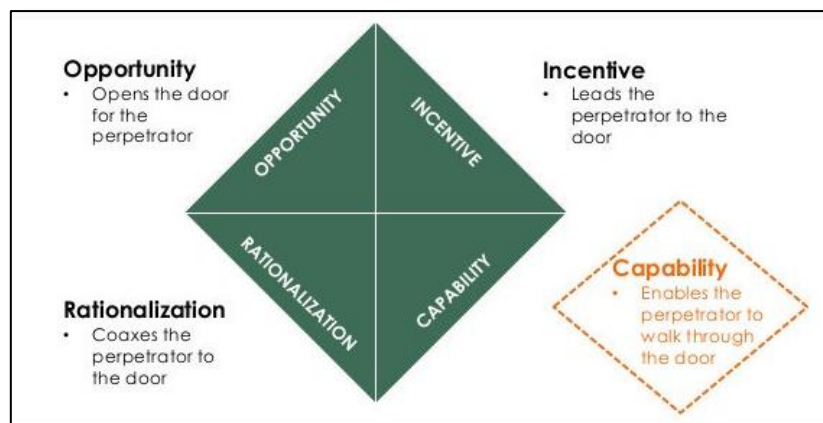 Opportunity
• Opens the door
for the
perpetrator
OPPORTUNITY
INCENTIVE
Incentive
• Leads the
perpetrator to the
door
Rationalization
• Coaxes the
perpetrator to
the door
RATIONALIZATION
CAPABILITY
Capability
• Enables the
perpetrator to
walk through
the door